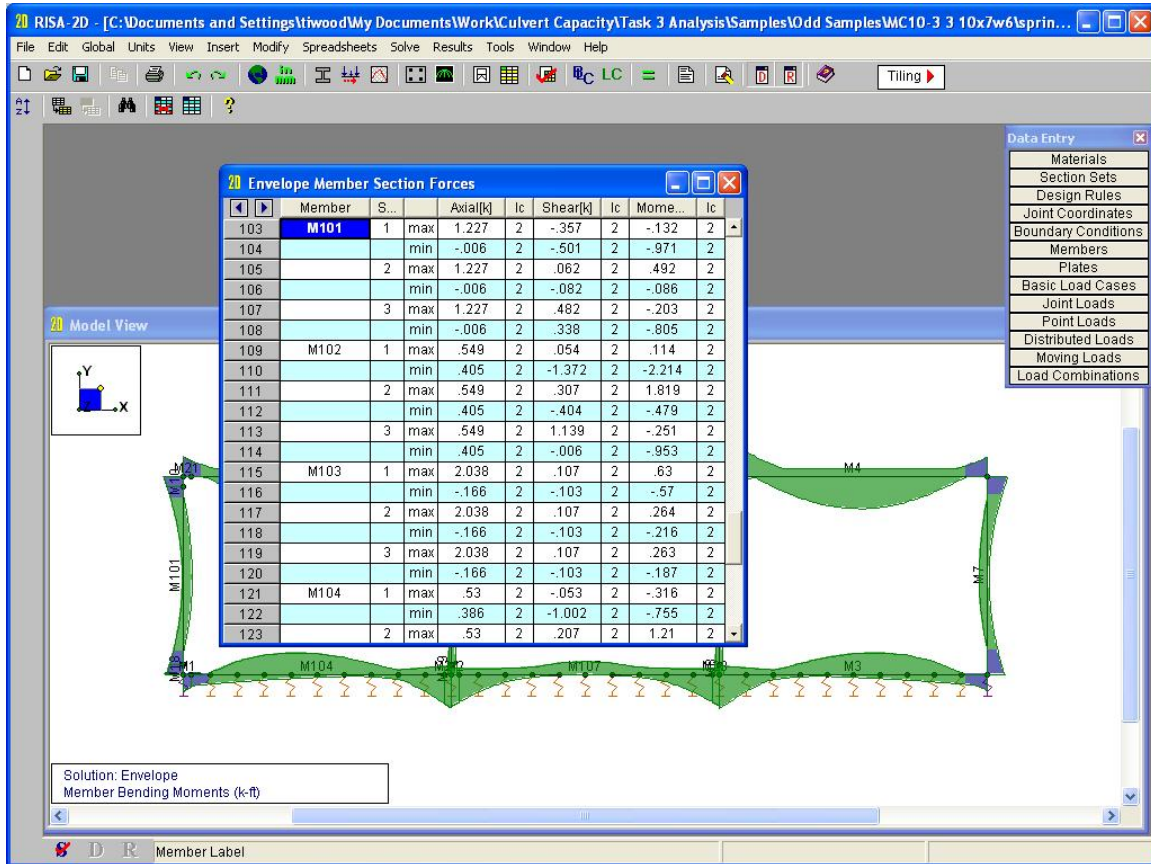 2D RISA-2D - [C:\Documents and Settings\tiwood\My Documents\Work\Culvert Capacity\Task 3 Analysis\Samples\Odd Samples\MC10-3 3 10x7w6\sprin...
File Edit Global Units View Insert Modify Spreadsheets Solve Results Tools Window Help
BC LC = D R Tiling
Data Entry
Materials
Section Sets
Design Rules
Joint Coordinates
Boundary Conditions
Members
Plates
Basic Load Cases
Joint Loads
Point Loads
Distributed Loads
Moving Loads
Load Combinations
2D Envelope Member Section Forces
Member S... Axial[k] lc Shear[k] lc Mome... lc
103 M101 1 max 1.227 2 -.357 2 -.132 2
104 min -.006 2 -.501 2 -.971 2
105 2 max 1.227 2 .062 2 .492 2
106 min -.006 2 -.082 2 -.086 2
107 3 max 1.227 2 .482 2 -.203 2
108 min -.006 2 .338 2 -.805 2
109 M102 1 max .549 2 .054 2 .114 2
110 min .405 2 -1.372 2 -2.214 2
111 2 max .549 2 .307 2 1.819 2
112 min .405 2 -.404 2 -.479 2
113 3 max .549 2 1.139 2 -.251 2
114 min .405 2 -.006 2 -.953 2
115 M103 1 max 2.038 2 .107 2 .63 2
116 min -.166 2 -.103 2 -.57 2
117 2 max 2.038 2 .107 2 .264 2
118 min -.166 2 -.103 2 -.216 2
119 3 max 2.038 2 .107 2 .263 2
120 min -.166 2 -.103 2 -.187 2
121 M104 1 max .53 2 -.053 2 -.316 2
122 min .386 2 -1.002 2 -.755 2
123 2 max .53 2 .207 2 1.21 2
2D Model View
Y
X
M21 M4
M101
M7
M18
M1 M104 M107 M3
Solution: Envelope
Member Bending Moments (k-ft)
S D R Member Label